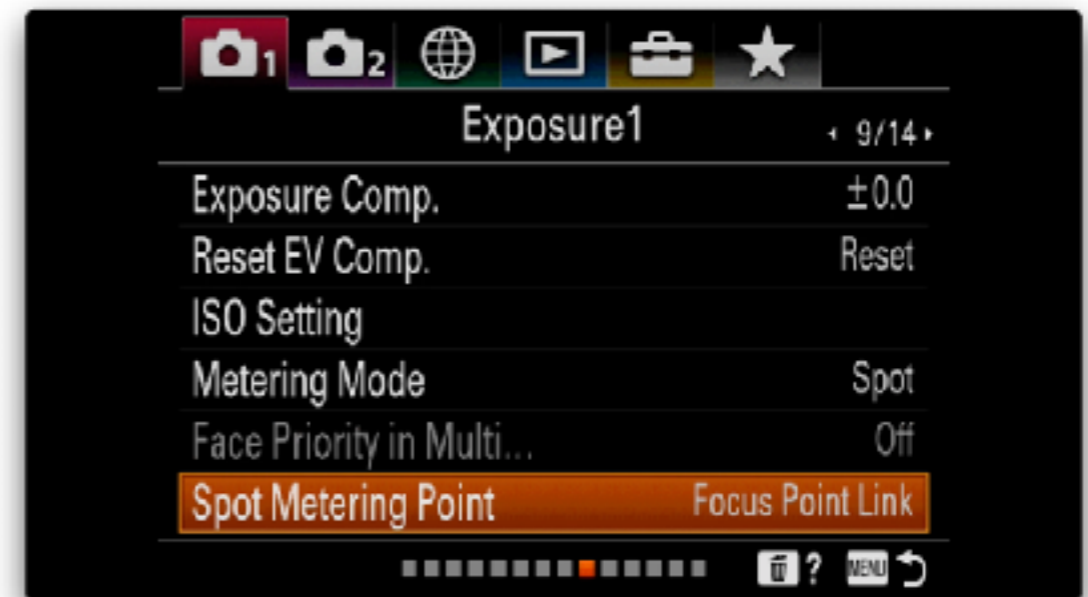 1 2
Exposure1 9/14
Exposure Comp. ±0.0
Reset EV Comp. Reset
ISO Setting
Metering Mode Spot
Face Priority in Multi... Off
Spot Metering Point Focus Point Link
? MENU